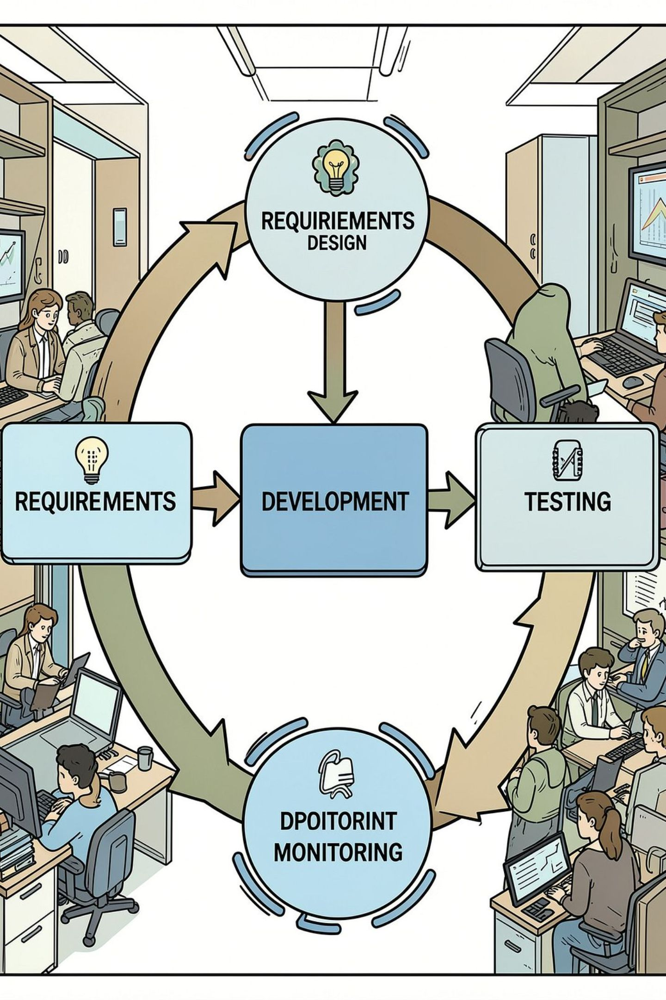 REQUIRIEMENTS
DESIGN
REQUIREMENTS
DEVELOPMENT
TESTING
DPOITORINT
MONITORING